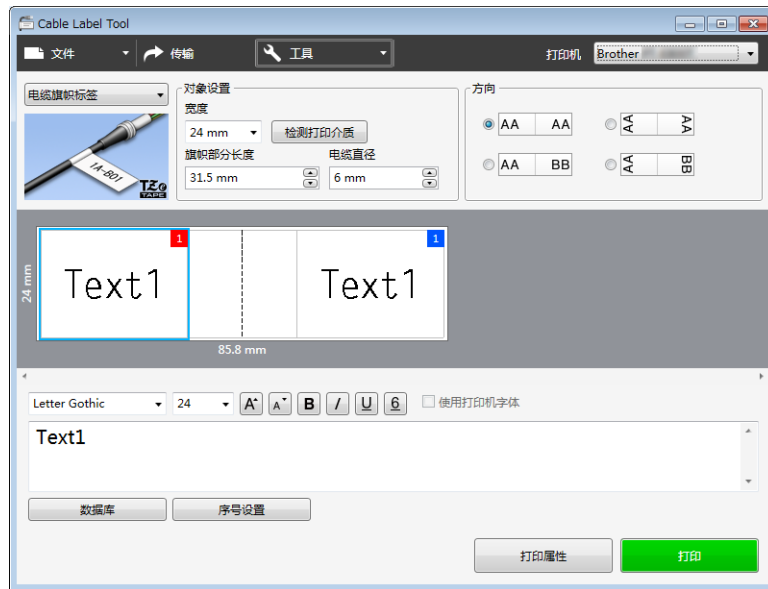 Cable Label Tool
文件 传输 工具 打印机 Brother
电缆旗帜标签
1A-B01
TZe
TAPE
对象设置
宽度
24 mm 检测打印介质
旗帜部分长度 电缆直径
31.5 mm 6 mm
方向
AA AA AA AA
AA BB AA BB
24 mm
Text1 1 Text1 1
85.8 mm
Letter Gothic 24 A A B I U 6 使用打印机字体
Text1
数据库 序号设置
打印属性 打印